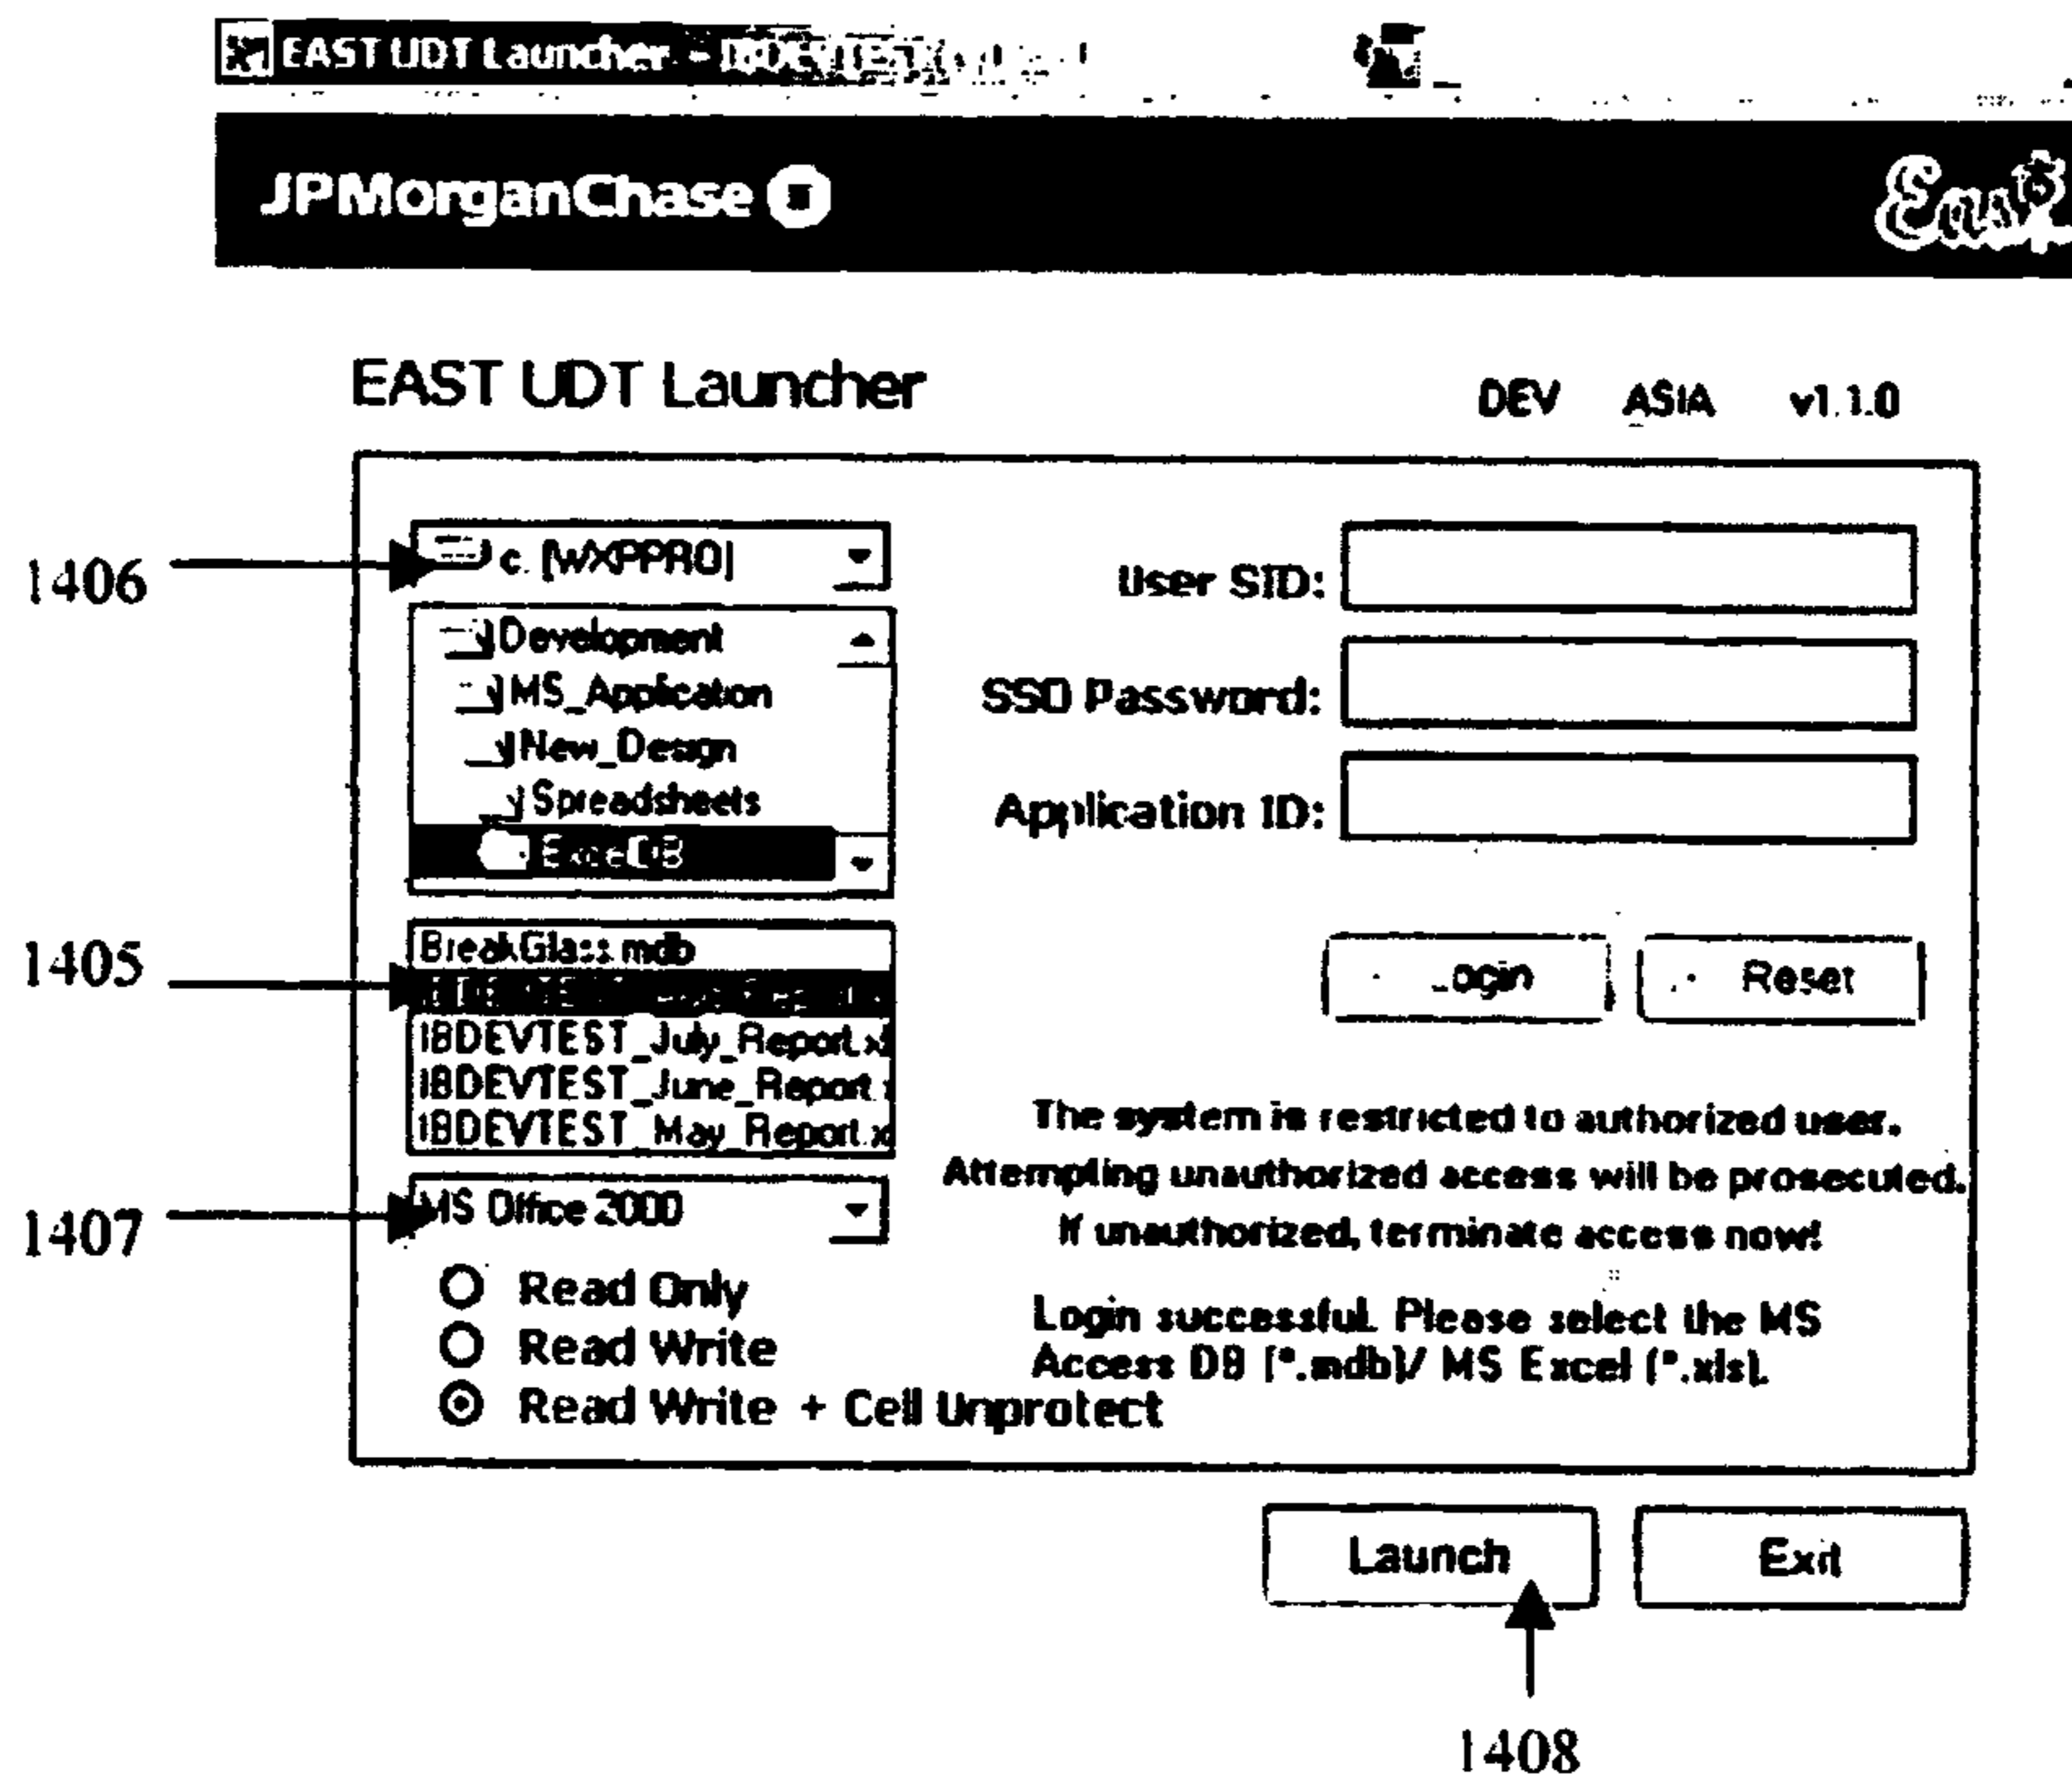 EAST UDT Launcher -
JPMorganChase
East
EAST UDT Launcher
DEV ASIA v1.1.0
1406
c: [WXPPRO]
Development
MS_Application
New_Design
Spreadsheets
User SID:
SSO Password:
Application ID:
1405
BreakGlass.mdb
IBDEVTEST_July_Report.x
IBDEVTEST_June_Report.
IBDEVTEST_May_Report.x
Login
Reset
1407
MS Office 2000
Read Only
Read Write
Read Write + Cell Unprotect
The system is restricted to authorized user.
Attempting unauthorized access will be prosecuted.
If unauthorized, terminate access now!
Login successful. Please select the MS
Access DB (*.mdb)/ MS Excel (*.xls).
Launch
Exit
1408